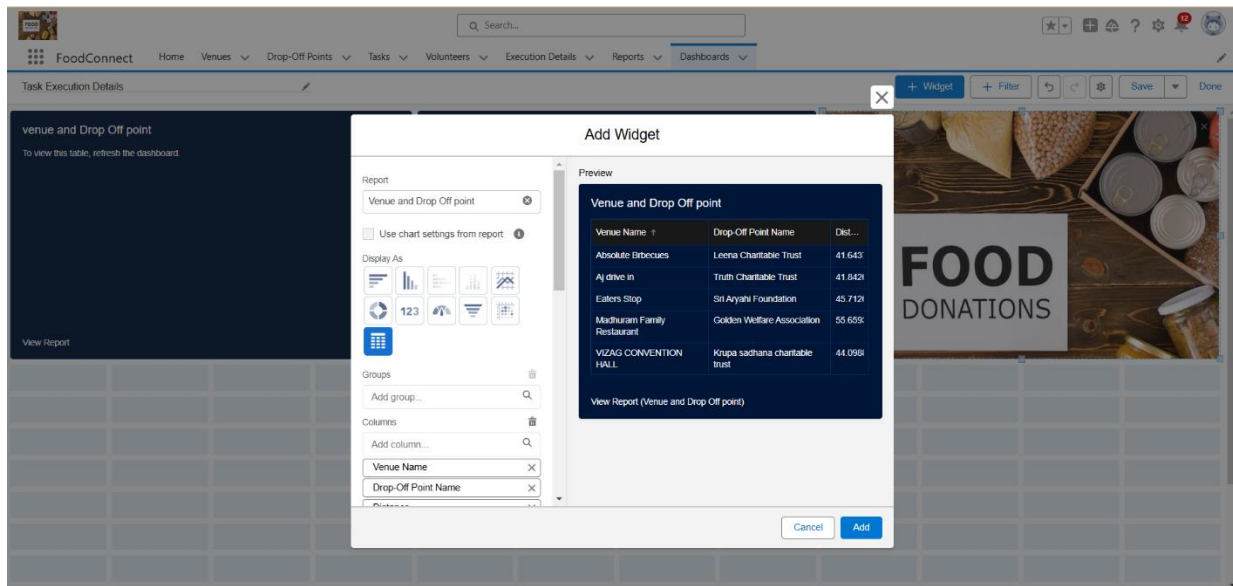 FOOD
Search...
12
FoodConnect Home Venues Drop-Off Points Tasks Volunteers Execution Details Reports Dashboards
Task Execution Details
+ Widget + Filter Save Done
venue and Drop Off point
To view this table, refresh the dashboard.
View Report
Add Widget
Report
Venue and Drop Off point
Use chart settings from report
Display As
123
Groups
Add group...
Columns
Add column...
Venue Name
Drop-Off Point Name
Distance
Preview
Venue and Drop Off point
Venue Name ↑ Drop-Off Point Name Dist...
Absolute Brbecues Leena Charitable Trust 41.643
Aj drive in Truth Charitable Trust 41.842
Eaters Stop Sri Aryahi Foundation 45.712
Madhuram Family Golden Welfare Association 55.659
Restaurant
VIZAG CONVENTION Krupa sadhana charitable 44.098
HALL trust
View Report (Venue and Drop Off point)
Cancel Add
FOOD
DONATIONS